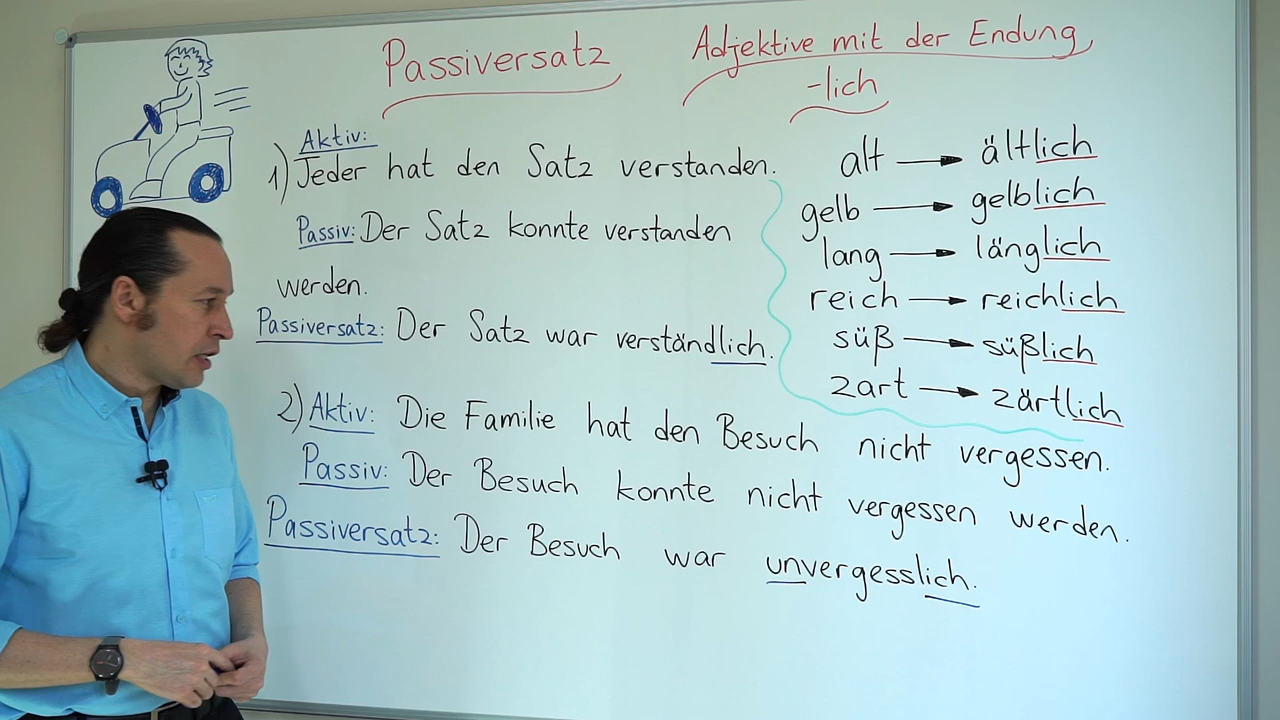 Passiversatz
Adjektive mit der Endung
-lich
Aktiv:
1) Jeder hat den Satz verstanden.
Passiv: Der Satz konnte verstanden
werden.
Passiversatz: Der Satz war verständlich.
2) Aktiv: Die Familie hat den Besuch nicht vergessen.
Passiv: Der Besuch konnte nicht vergessen werden.
Passiversatz: Der Besuch war unvergesslich.
alt → ältlich
gelb → gelblich
lang → länglich
reich → reichlich
süß → süßlich
zart → zärtlich